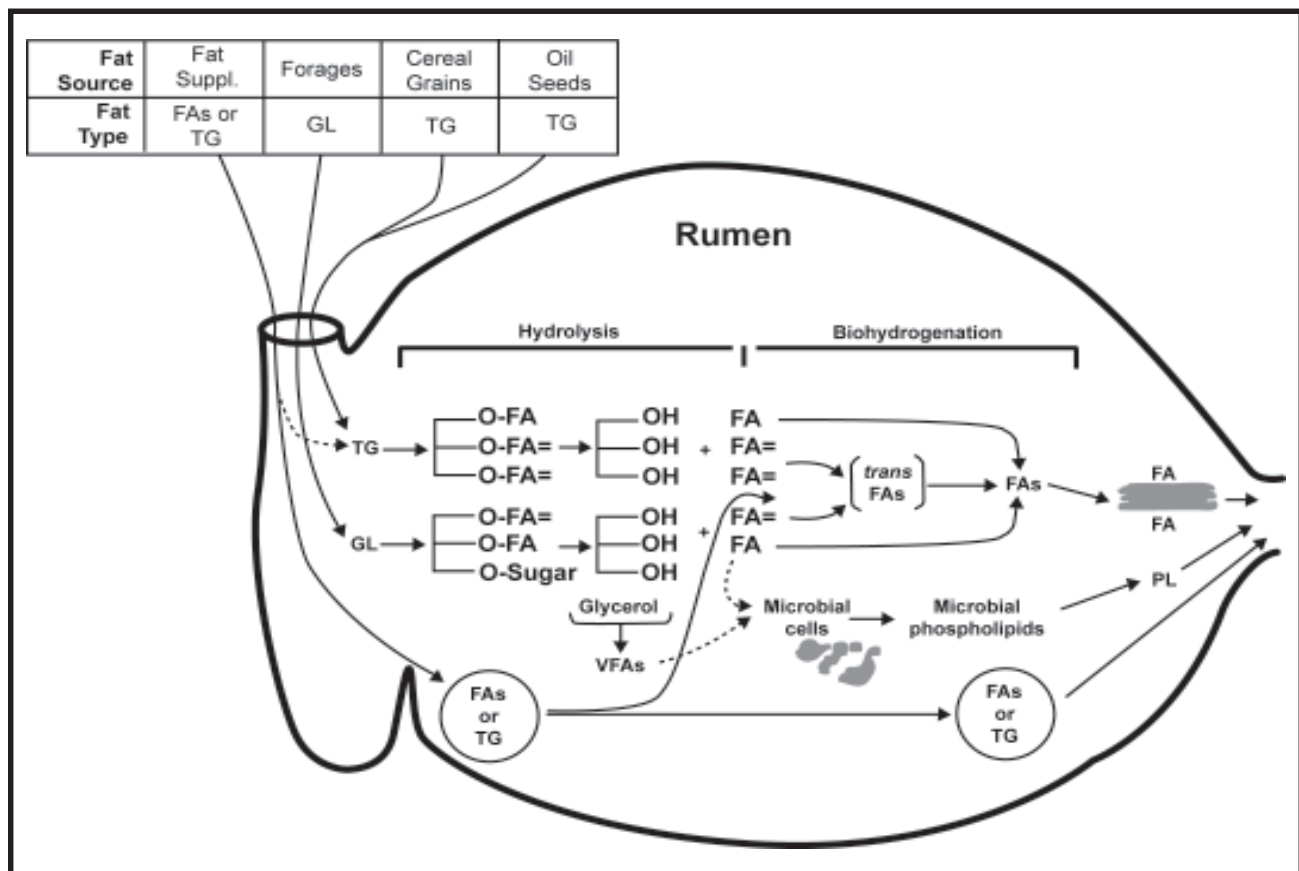 Fat
Source
Fat
Suppl.
Forages
Cereal
Grains
Oil
Seeds
Fat
Type
FAs or
TG
GL
TG
TG
Rumen
Hydrolysis
Biohydrogenation
TG
O-FA
O-FA=
O-FA=
OH
OH
OH
+
FA
FA=
FA=
trans
FAs
FAs
FA
FA
GL
O-FA=
O-FA
O-Sugar
OH
OH
OH
+
FA=
FA
Glycerol
VFAs
Microbial
cells
Microbial
phospholipids
PL
FAs
or
TG
FAs
or
TG